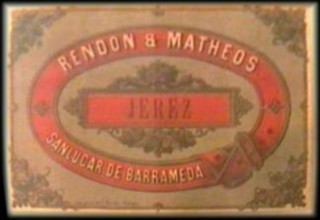 RENDON & MATHEOS
JEREZ
SANLUCAR DE BARRAMEDA